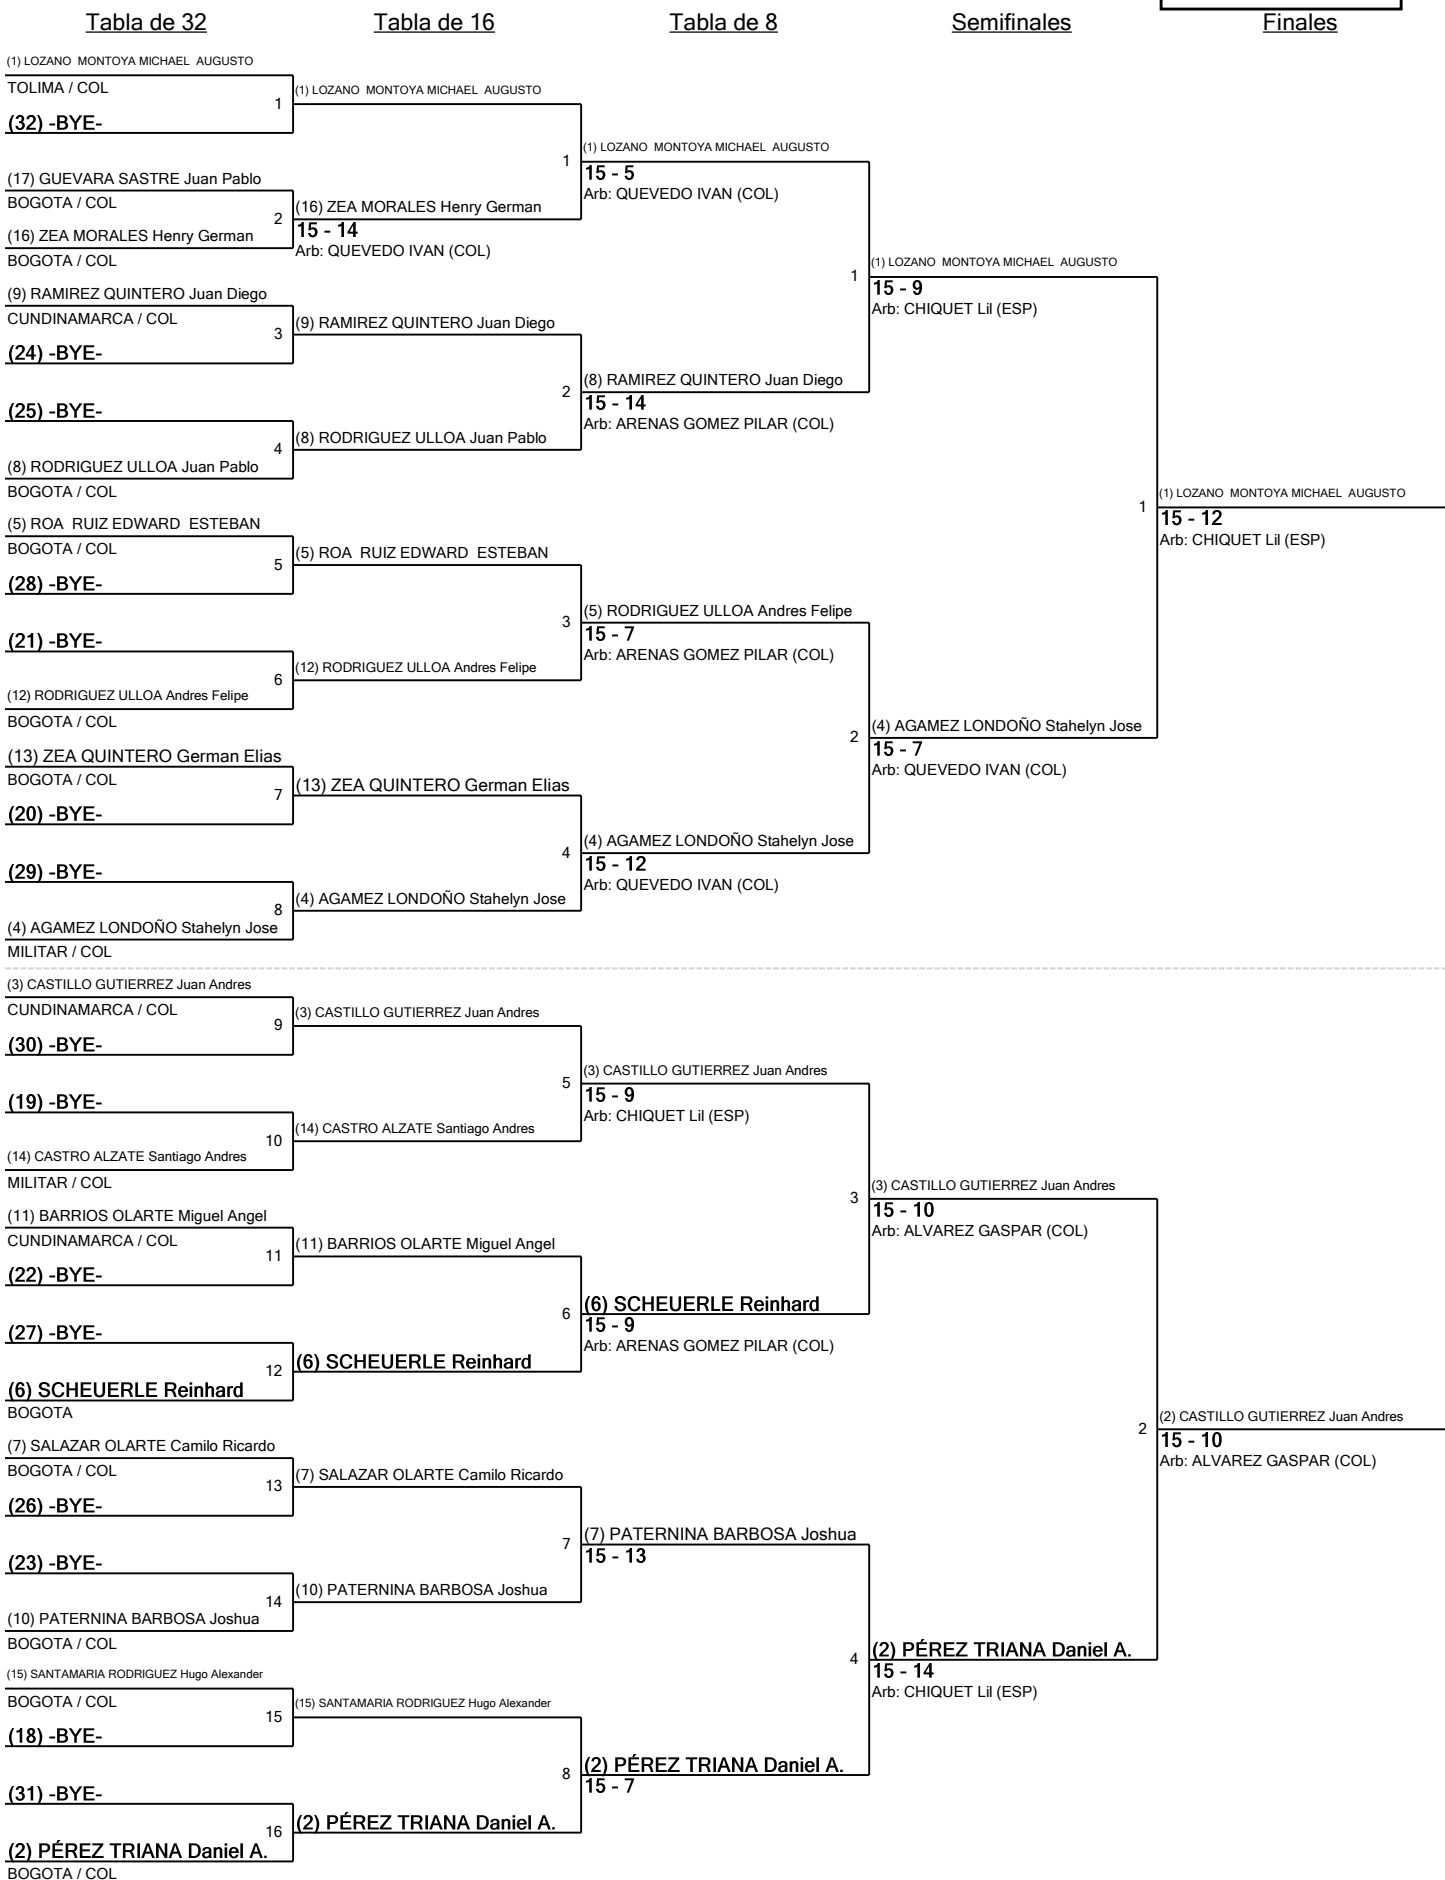 Tabla de 32
Tabla de 16
Tabla de 8
Semifinales
Finales
(1) LOZANO MONTOYA MICHAEL AUGUSTO
TOLIMA / COL
1
(32) -BYE-
(17) GUEVARA SASTRE Juan Pablo
BOGOTA / COL
2
(16) ZEA MORALES Henry German
BOGOTA / COL
(9) RAMIREZ QUINTERO Juan Diego
CUNDINAMARCA / COL
3
(24) -BYE-
(25) -BYE-
4
(8) RODRIGUEZ ULLOA Juan Pablo
BOGOTA / COL
(5) ROA RUIZ EDWARD ESTEBAN
BOGOTA / COL
5
(28) -BYE-
(21) -BYE-
6
(12) RODRIGUEZ ULLOA Andres Felipe
BOGOTA / COL
(13) ZEA QUINTERO German Elias
BOGOTA / COL
7
(20) -BYE-
(29) -BYE-
8
(4) AGAMEZ LONDOÑO Stahelyn Jose
MILITAR / COL
(3) CASTILLO GUTIERREZ Juan Andres
CUNDINAMARCA / COL
9
(30) -BYE-
(19) -BYE-
10
(14) CASTRO ALZATE Santiago Andres
MILITAR / COL
(11) BARRIOS OLARTE Miguel Angel
CUNDINAMARCA / COL
11
(22) -BYE-
(27) -BYE-
12
(6) SCHEUERLE Reinhard
BOGOTA
(7) SALAZAR OLARTE Camilo Ricardo
BOGOTA / COL
13
(26) -BYE-
(23) -BYE-
14
(10) PATERNINA BARBOSA Joshua
BOGOTA / COL
(15) SANTAMARIA RODRIGUEZ Hugo Alexander
BOGOTA / COL
15
(18) -BYE-
(31) -BYE-
16
(2) PÉREZ TRIANA Daniel A.
BOGOTA / COL
(1) LOZANO MONTOYA MICHAEL AUGUSTO
1
(16) ZEA MORALES Henry German
15 - 14
Arb: QUEVEDO IVAN (COL)
(9) RAMIREZ QUINTERO Juan Diego
2
(8) RODRIGUEZ ULLOA Juan Pablo
(5) ROA RUIZ EDWARD ESTEBAN
3
(12) RODRIGUEZ ULLOA Andres Felipe
(13) ZEA QUINTERO German Elias
4
(4) AGAMEZ LONDOÑO Stahelyn Jose
(3) CASTILLO GUTIERREZ Juan Andres
5
(14) CASTRO ALZATE Santiago Andres
(11) BARRIOS OLARTE Miguel Angel
6
(6) SCHEUERLE Reinhard
(7) SALAZAR OLARTE Camilo Ricardo
7
(10) PATERNINA BARBOSA Joshua
(15) SANTAMARIA RODRIGUEZ Hugo Alexander
8
(2) PÉREZ TRIANA Daniel A.
(1) LOZANO MONTOYA MICHAEL AUGUSTO
15 - 5
Arb: QUEVEDO IVAN (COL)
1
(8) RAMIREZ QUINTERO Juan Diego
15 - 14
Arb: ARENAS GOMEZ PILAR (COL)
(5) RODRIGUEZ ULLOA Andres Felipe
15 - 7
Arb: ARENAS GOMEZ PILAR (COL)
2
(4) AGAMEZ LONDOÑO Stahelyn Jose
15 - 12
Arb: QUEVEDO IVAN (COL)
(3) CASTILLO GUTIERREZ Juan Andres
15 - 9
Arb: CHIQUET Lil (ESP)
3
(6) SCHEUERLE Reinhard
15 - 9
Arb: ARENAS GOMEZ PILAR (COL)
(7) PATERNINA BARBOSA Joshua
15 - 13
4
(2) PÉREZ TRIANA Daniel A.
15 - 7
(1) LOZANO MONTOYA MICHAEL AUGUSTO
15 - 9
Arb: CHIQUET Lil (ESP)
1
(4) AGAMEZ LONDOÑO Stahelyn Jose
15 - 7
Arb: QUEVEDO IVAN (COL)
(3) CASTILLO GUTIERREZ Juan Andres
15 - 10
Arb: ALVAREZ GASPAR (COL)
2
(2) PÉREZ TRIANA Daniel A.
15 - 14
Arb: CHIQUET Lil (ESP)
(1) LOZANO MONTOYA MICHAEL AUGUSTO
15 - 12
Arb: CHIQUET Lil (ESP)
(2) CASTILLO GUTIERREZ Juan Andres
15 - 10
Arb: ALVAREZ GASPAR (COL)